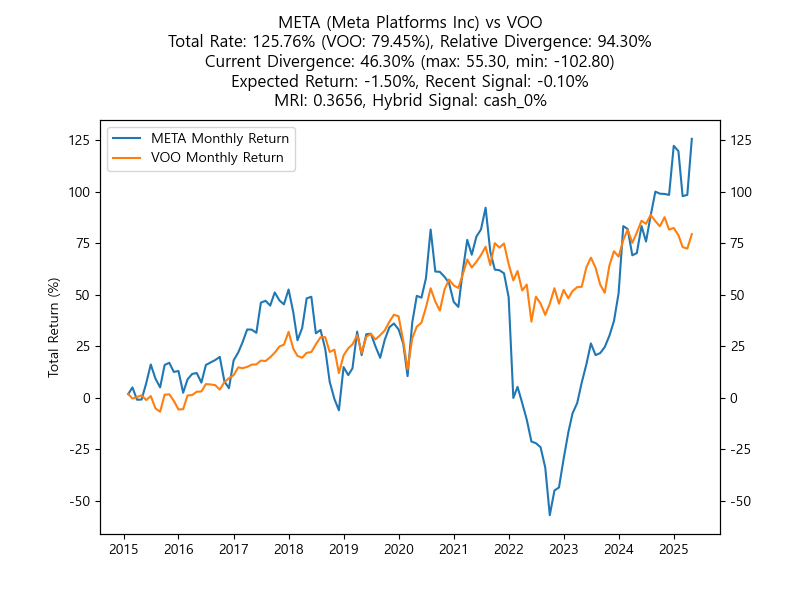 META (Meta Platforms Inc) vs VOO
Total Rate: 125.76% (VOO: 79.45%), Relative Divergence: 94.30%
Current Divergence: 46.30% (max: 55.30, min: -102.80)
Expected Return: -1.50%, Recent Signal: -0.10%
MRI: 0.3656, Hybrid Signal: cash_0%
META Monthly Return
VOO Monthly Return
Total Return (%)
125
100
75
50
25
0
-25
-50
125
100
75
50
25
0
-25
-50
2015 2016 2017 2018 2019 2020 2021 2022 2023 2024 2025